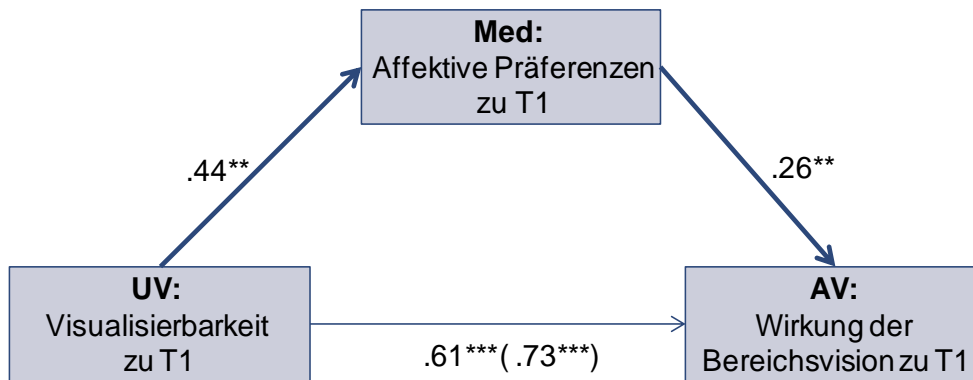 Med:
Affektive Präferenzen
zu T1
.44**
.26**
UV:
Visualisierbarkeit
zu T1
.61***( .73***)
AV:
Wirkung der
Bereichsvision zu T1